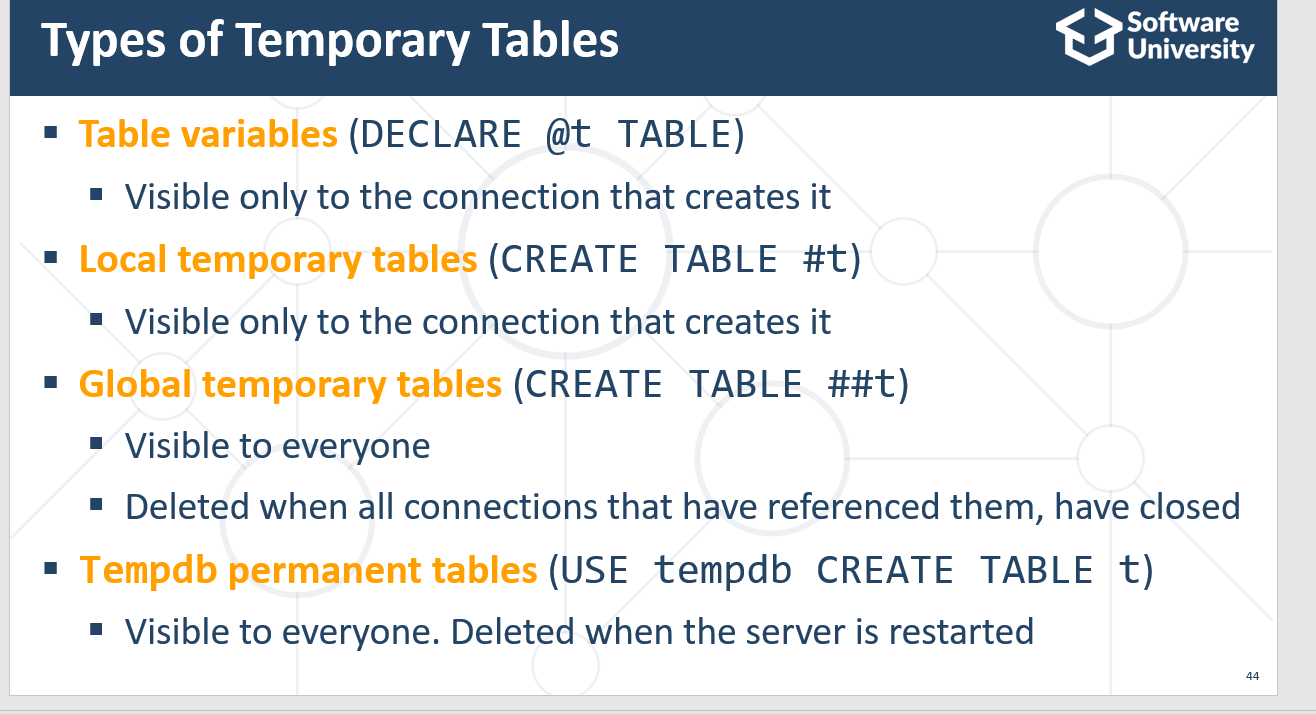 Types of Temporary Tables
Software
University
▪ Table variables (DECLARE @t TABLE)
▪ Visible only to the connection that creates it
▪ Local temporary tables (CREATE TABLE #t)
▪ Visible only to the connection that creates it
▪ Global temporary tables (CREATE TABLE ##t)
▪ Visible to everyone
▪ Deleted when all connections that have referenced them, have closed
▪ Tempdb permanent tables (USE tempdb CREATE TABLE t)
▪ Visible to everyone. Deleted when the server is restarted
44